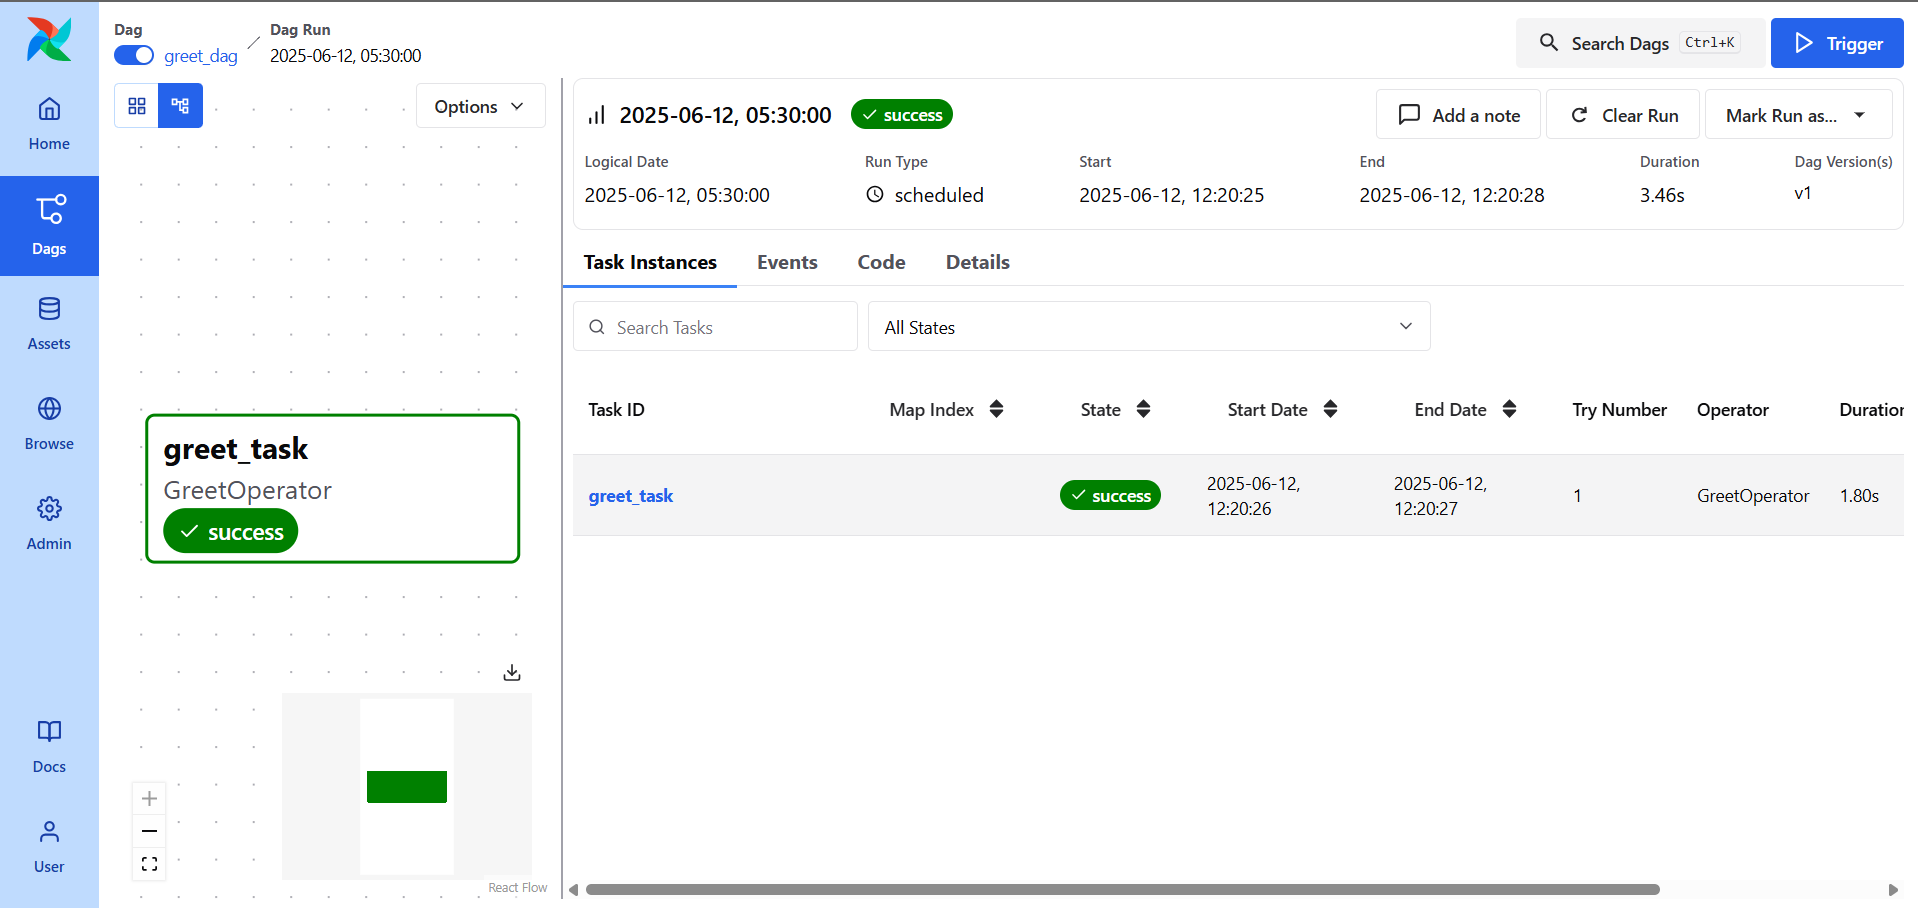 Dag
greet_dag
Dag Run
2025-06-12, 05:30:00
Search Dags Ctrl+K
Trigger
Home
Dags
Assets
Browse
Admin
Docs
User
Options
greet_task
GreetOperator
success
React Flow
2025-06-12, 05:30:00 success
Add a note
Clear Run
Mark Run as...
Logical Date Run Type Start End Duration Dag Version(s)
2025-06-12, 05:30:00 scheduled 2025-06-12, 12:20:25 2025-06-12, 12:20:28 3.46s v1
Task Instances Events Code Details
Search Tasks All States
Task ID Map Index State Start Date End Date Try Number Operator Duration
greet_task success 2025-06-12, 12:20:26 2025-06-12, 12:20:27 1 GreetOperator 1.80s